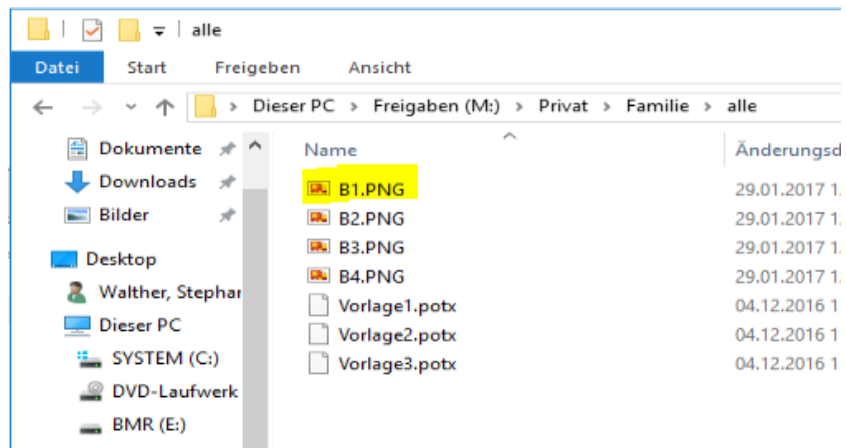 alle
Datei Start Freigeben Ansicht
Dieser PC > Freigaben (M:) > Privat > Familie > alle
Dokumente
Downloads
Bilder
Desktop
Walther, Stephan
Dieser PC
SYSTEM (C:)
DVD-Laufwerk
BMR (E:)
Name Änderungsd
B1.PNG 29.01.2017 1
B2.PNG 29.01.2017 1
B3.PNG 29.01.2017 1
B4.PNG 29.01.2017 1
Vorlage1.potx 04.12.2016 1
Vorlage2.potx 04.12.2016 1
Vorlage3.potx 04.12.2016 1